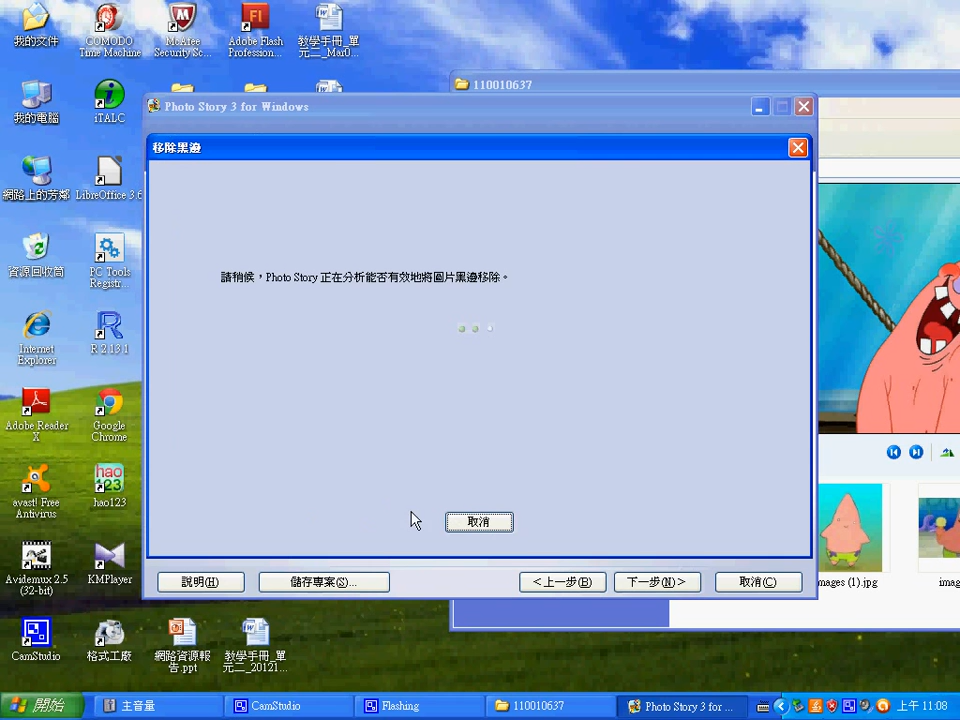 我的文件
COMODO
Time Machine
McAfee
Security Sc...
Adobe Flash
Profession...
教學手冊_單
元二_Mar0...
我的電腦
iTALC
110010637
Photo Story 3 for Windows
移除黑邊
網路上的芳鄰
LibreOffice 3.6
資源回收筒
PC Tools
Registr...
請稍候，Photo Story 正在分析能否有效地將圖片黑邊移除。
Internet
Explorer
R 2.13.1
Adobe Reader
X
Google
Chrome
avast! Free
Antivirus
hao
123
hao123
取消
Avidemux 2.5
(32-bit)
KMPlayer
說明(H)
儲存專案(S)...
<上一步(B)
下一步(N)>
取消(C)
mages (1).jpg
imag
CamStudio
格式工廠
網路資源報
告.ppt
教學手冊_單
元二_20121...
開始
主音量
CamStudio
Flashing
110010637
Photo Story 3 for ...
上午 11:08